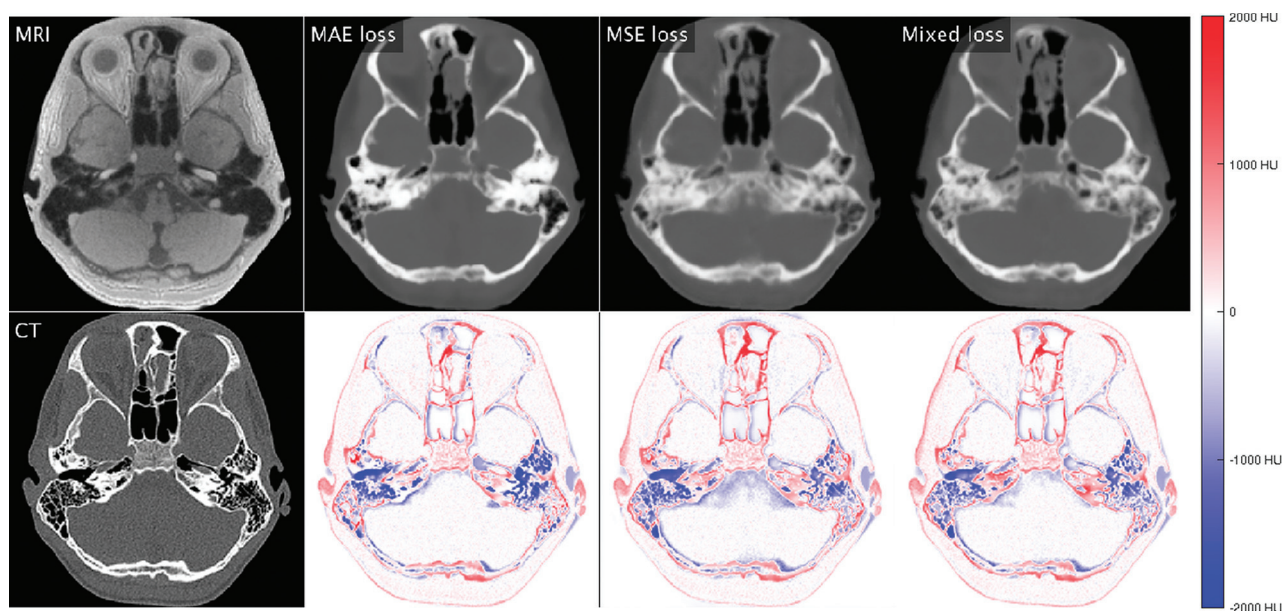 MRI
MAE loss
MSE loss
Mixed loss
2000 HU
1000 HU
0
-1000 HU
-2000 HU
CT